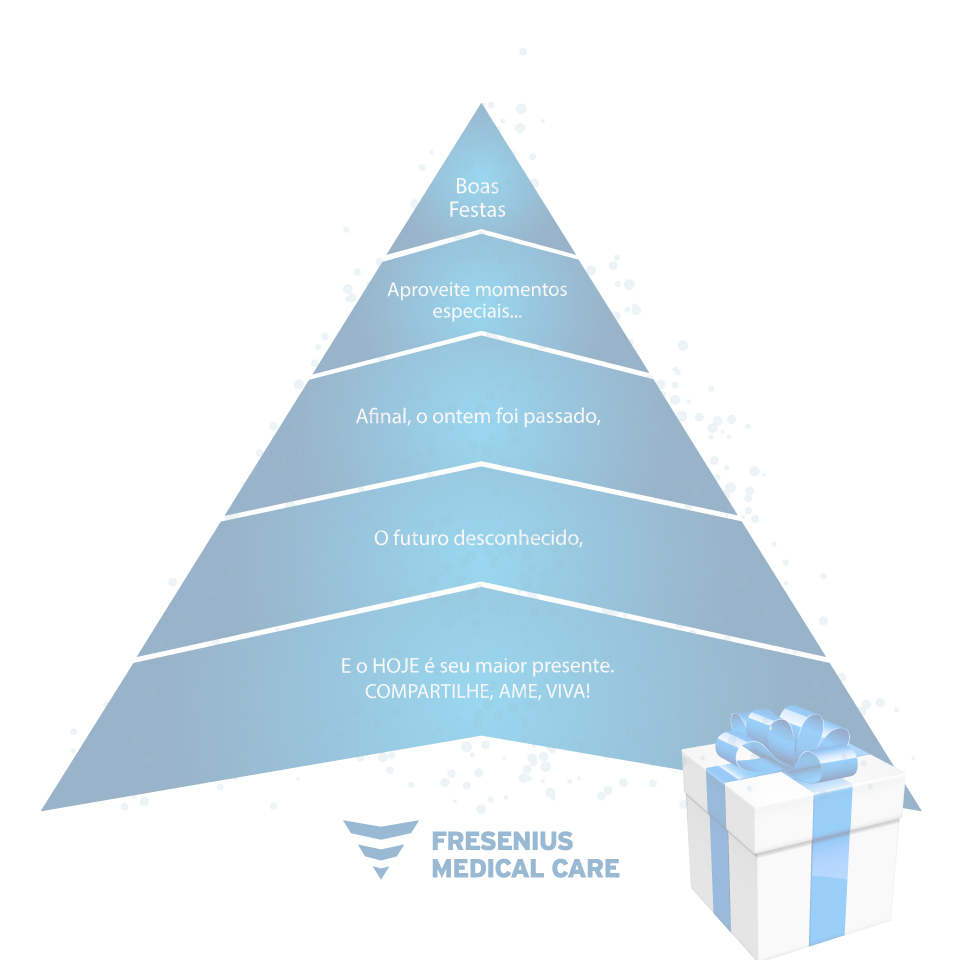 Boas
Festas
Aproveite momentos
especiais...
Afinal, o ontem foi passado,
O futuro desconhecido,
E o HOJE é seu maior presente.
COMPARTILHE, AME, VIVA!
FRESENIUS
MEDICAL CARE